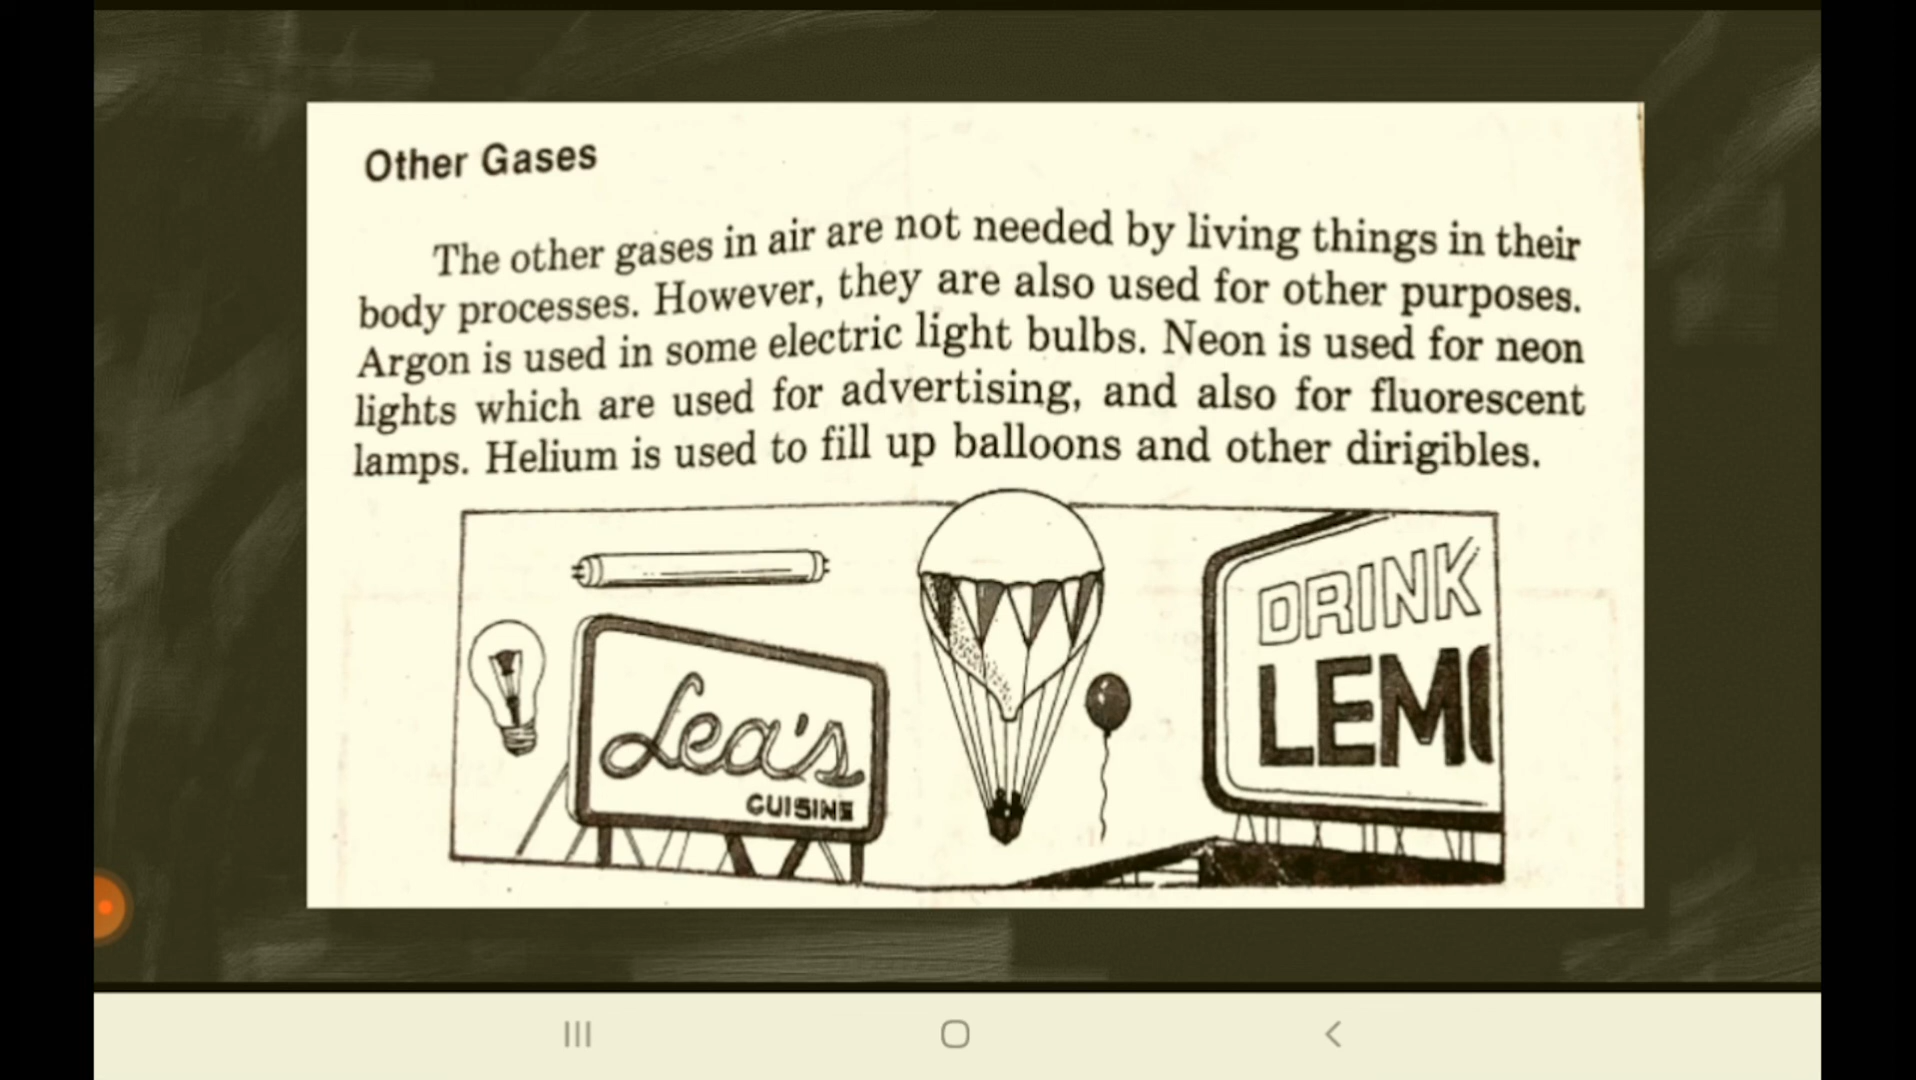 Other Gases
The other gases in air are not needed by living things in their
body processes. However, they are also used for other purposes.
Argon is used in some electric light bulbs. Neon is used for neon
lights which are used for advertising, and also for fluorescent
lamps. Helium is used to fill up balloons and other dirigibles.
Lea's
CUISINE
DRINK
LEMO